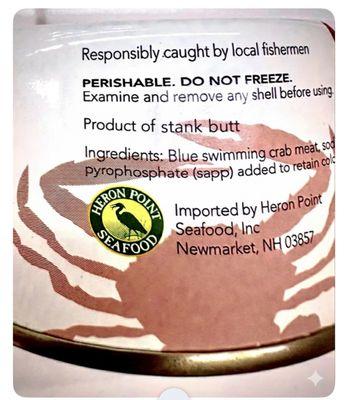 Responsibly caught by local fishermen
PERISHABLE. DO NOT FREEZE.
Examine and remove any shell before using.
Product of stank butt
Ingredients: Blue swimming crab meat, sod
pyrophosphate (sapp) added to retain colo
HERON POINT
SEAFOOD
Imported by Heron Point
Seafood, Inc
Newmarket, NH 03857